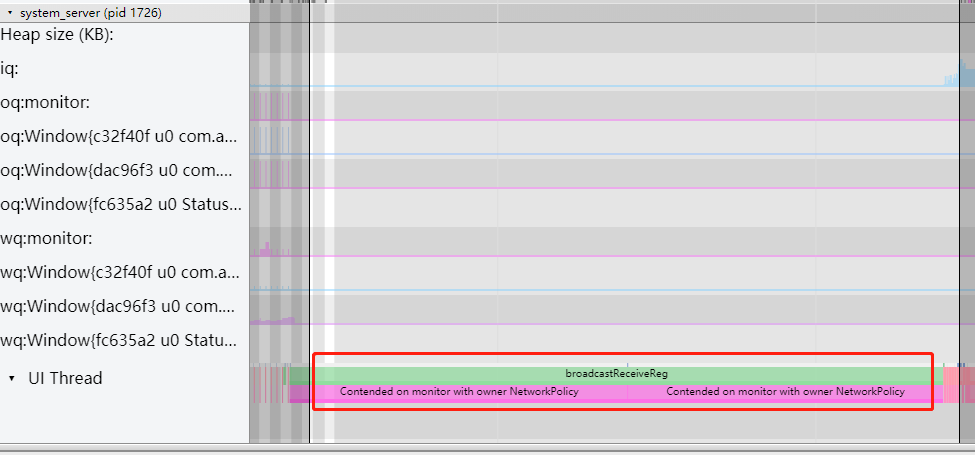 system_server (pid 1726)
Heap size (KB):
iq:
oq:monitor:
oq:Window{c32f40f u0 com.a...
oq:Window{dac96f3 u0 com....
oq:Window{fc635a2 u0 Status...
wq:monitor:
wq:Window{c32f40f u0 com.a...
wq:Window{dac96f3 u0 com....
wq:Window{fc635a2 u0 Statu...
UI Thread
broadcastReceiveReg
Contended on monitor with owner NetworkPolicy Contended on monitor with owner NetworkPolicy